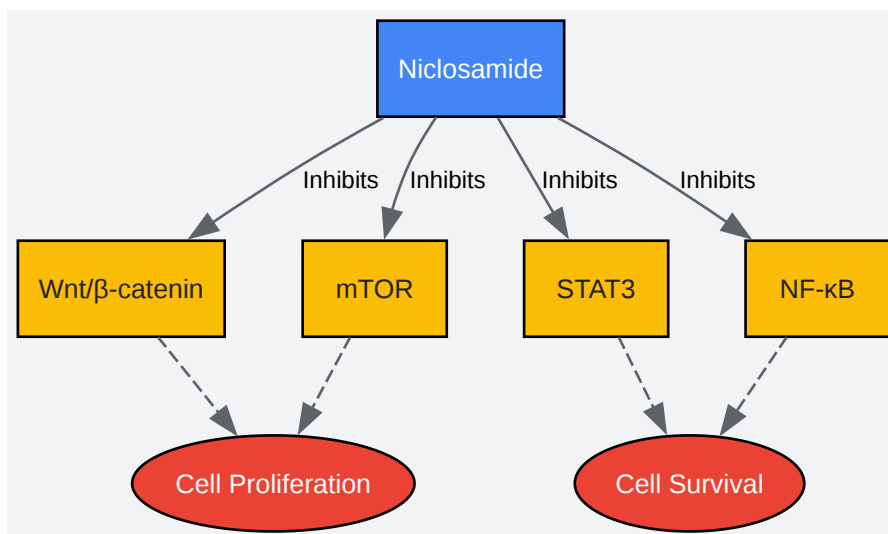 Niclosamide
Inhibits
Inhibits
Inhibits
Inhibits
Wnt/β-catenin
mTOR
STAT3
NF-κB
Cell Proliferation
Cell Survival